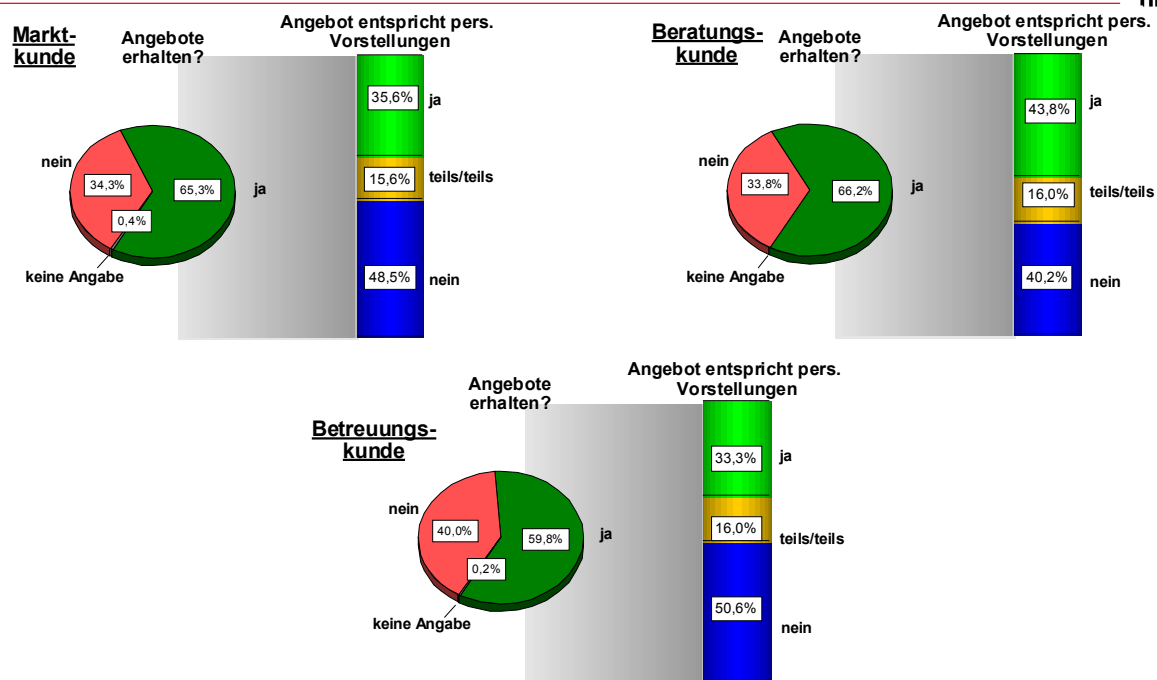 Markt-
kunde
Angebote
erhalten?
Angebot entspricht pers.
Vorstellungen
35,6%
ja
15,6%
teils/teils
48,5%
nein
nein
34,3%
65,3%
ja
0,4%
keine Angabe
Beratungs-
kunde
Angebote
erhalten?
Angebot entspricht pers.
Vorstellungen
43,8%
ja
16,0%
teils/teils
40,2%
nein
nein
33,8%
66,2%
ja
keine Angabe
Betreuungs-
kunde
Angebote
erhalten?
Angebot entspricht pers.
Vorstellungen
33,3%
ja
16,0%
teils/teils
50,6%
nein
nein
40,0%
59,8%
ja
0,2%
keine Angabe